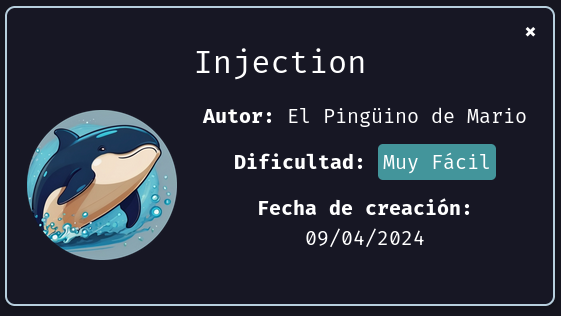 ✖
Injection
Autor: El Pingüino de Mario
Dificultad: Muy Fácil
Fecha de creación:
09/04/2024